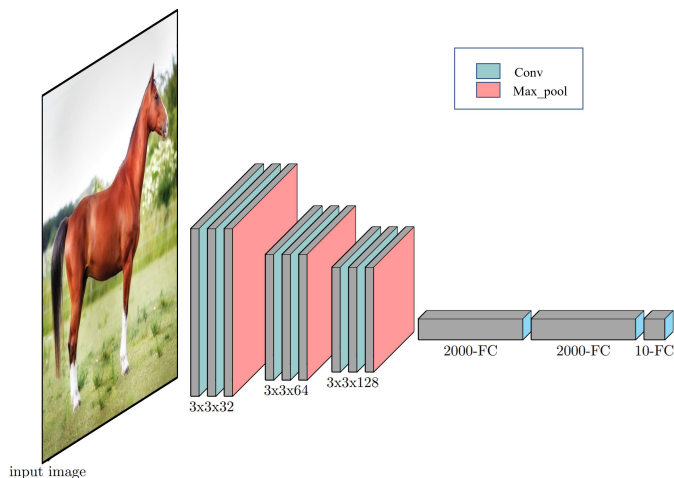 Conv
Max_pool
3x3x32
3x3x64
3x3x128
2000-FC
2000-FC
10-FC
input image